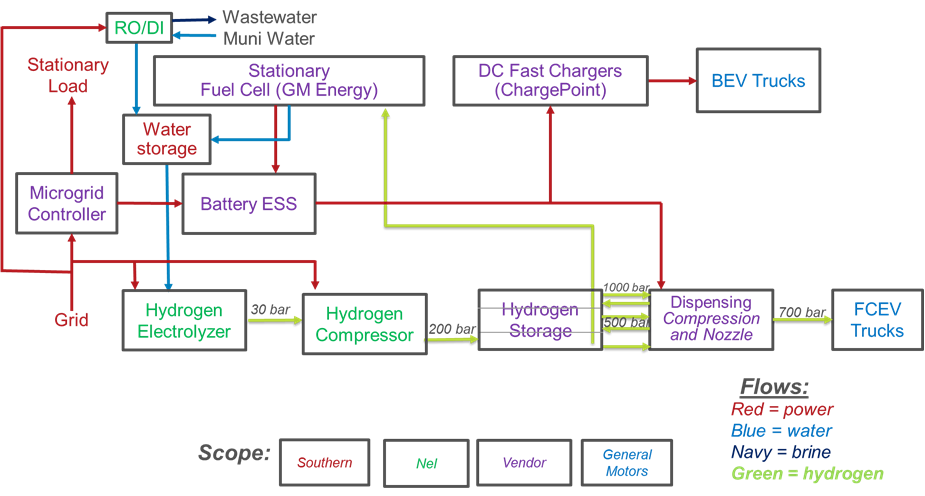 RO/DI
Wastewater
Muni Water
Stationary
Load
Stationary
Fuel Cell (GM Energy)
DC Fast Chargers
(ChargePoint)
BEV Trucks
Water
storage
Microgrid
Controller
Battery ESS
Grid
Hydrogen
Electrolyzer
30 bar
Hydrogen
Compressor
200 bar
Hydrogen
Storage
1000 bar
500 bar
Dispensing
Compression
and Nozzle
700 bar
FCEV
Trucks
Flows:
Red = power
Blue = water
Navy = brine
Green = hydrogen
Scope:
Southern
Nel
Vendor
General
Motors